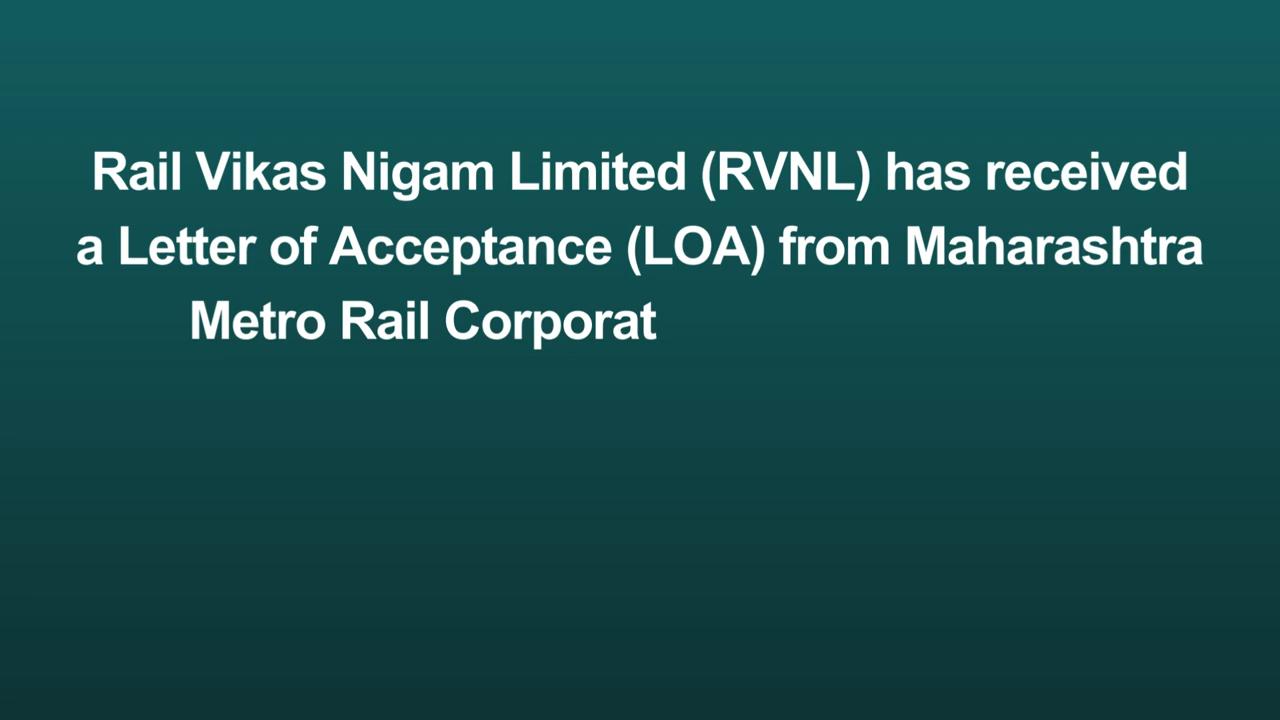 Rail Vikas Nigam Limited (RVNL) has received
a Letter of Acceptance (LOA) from Maharashtra
Metro Rail Corporat